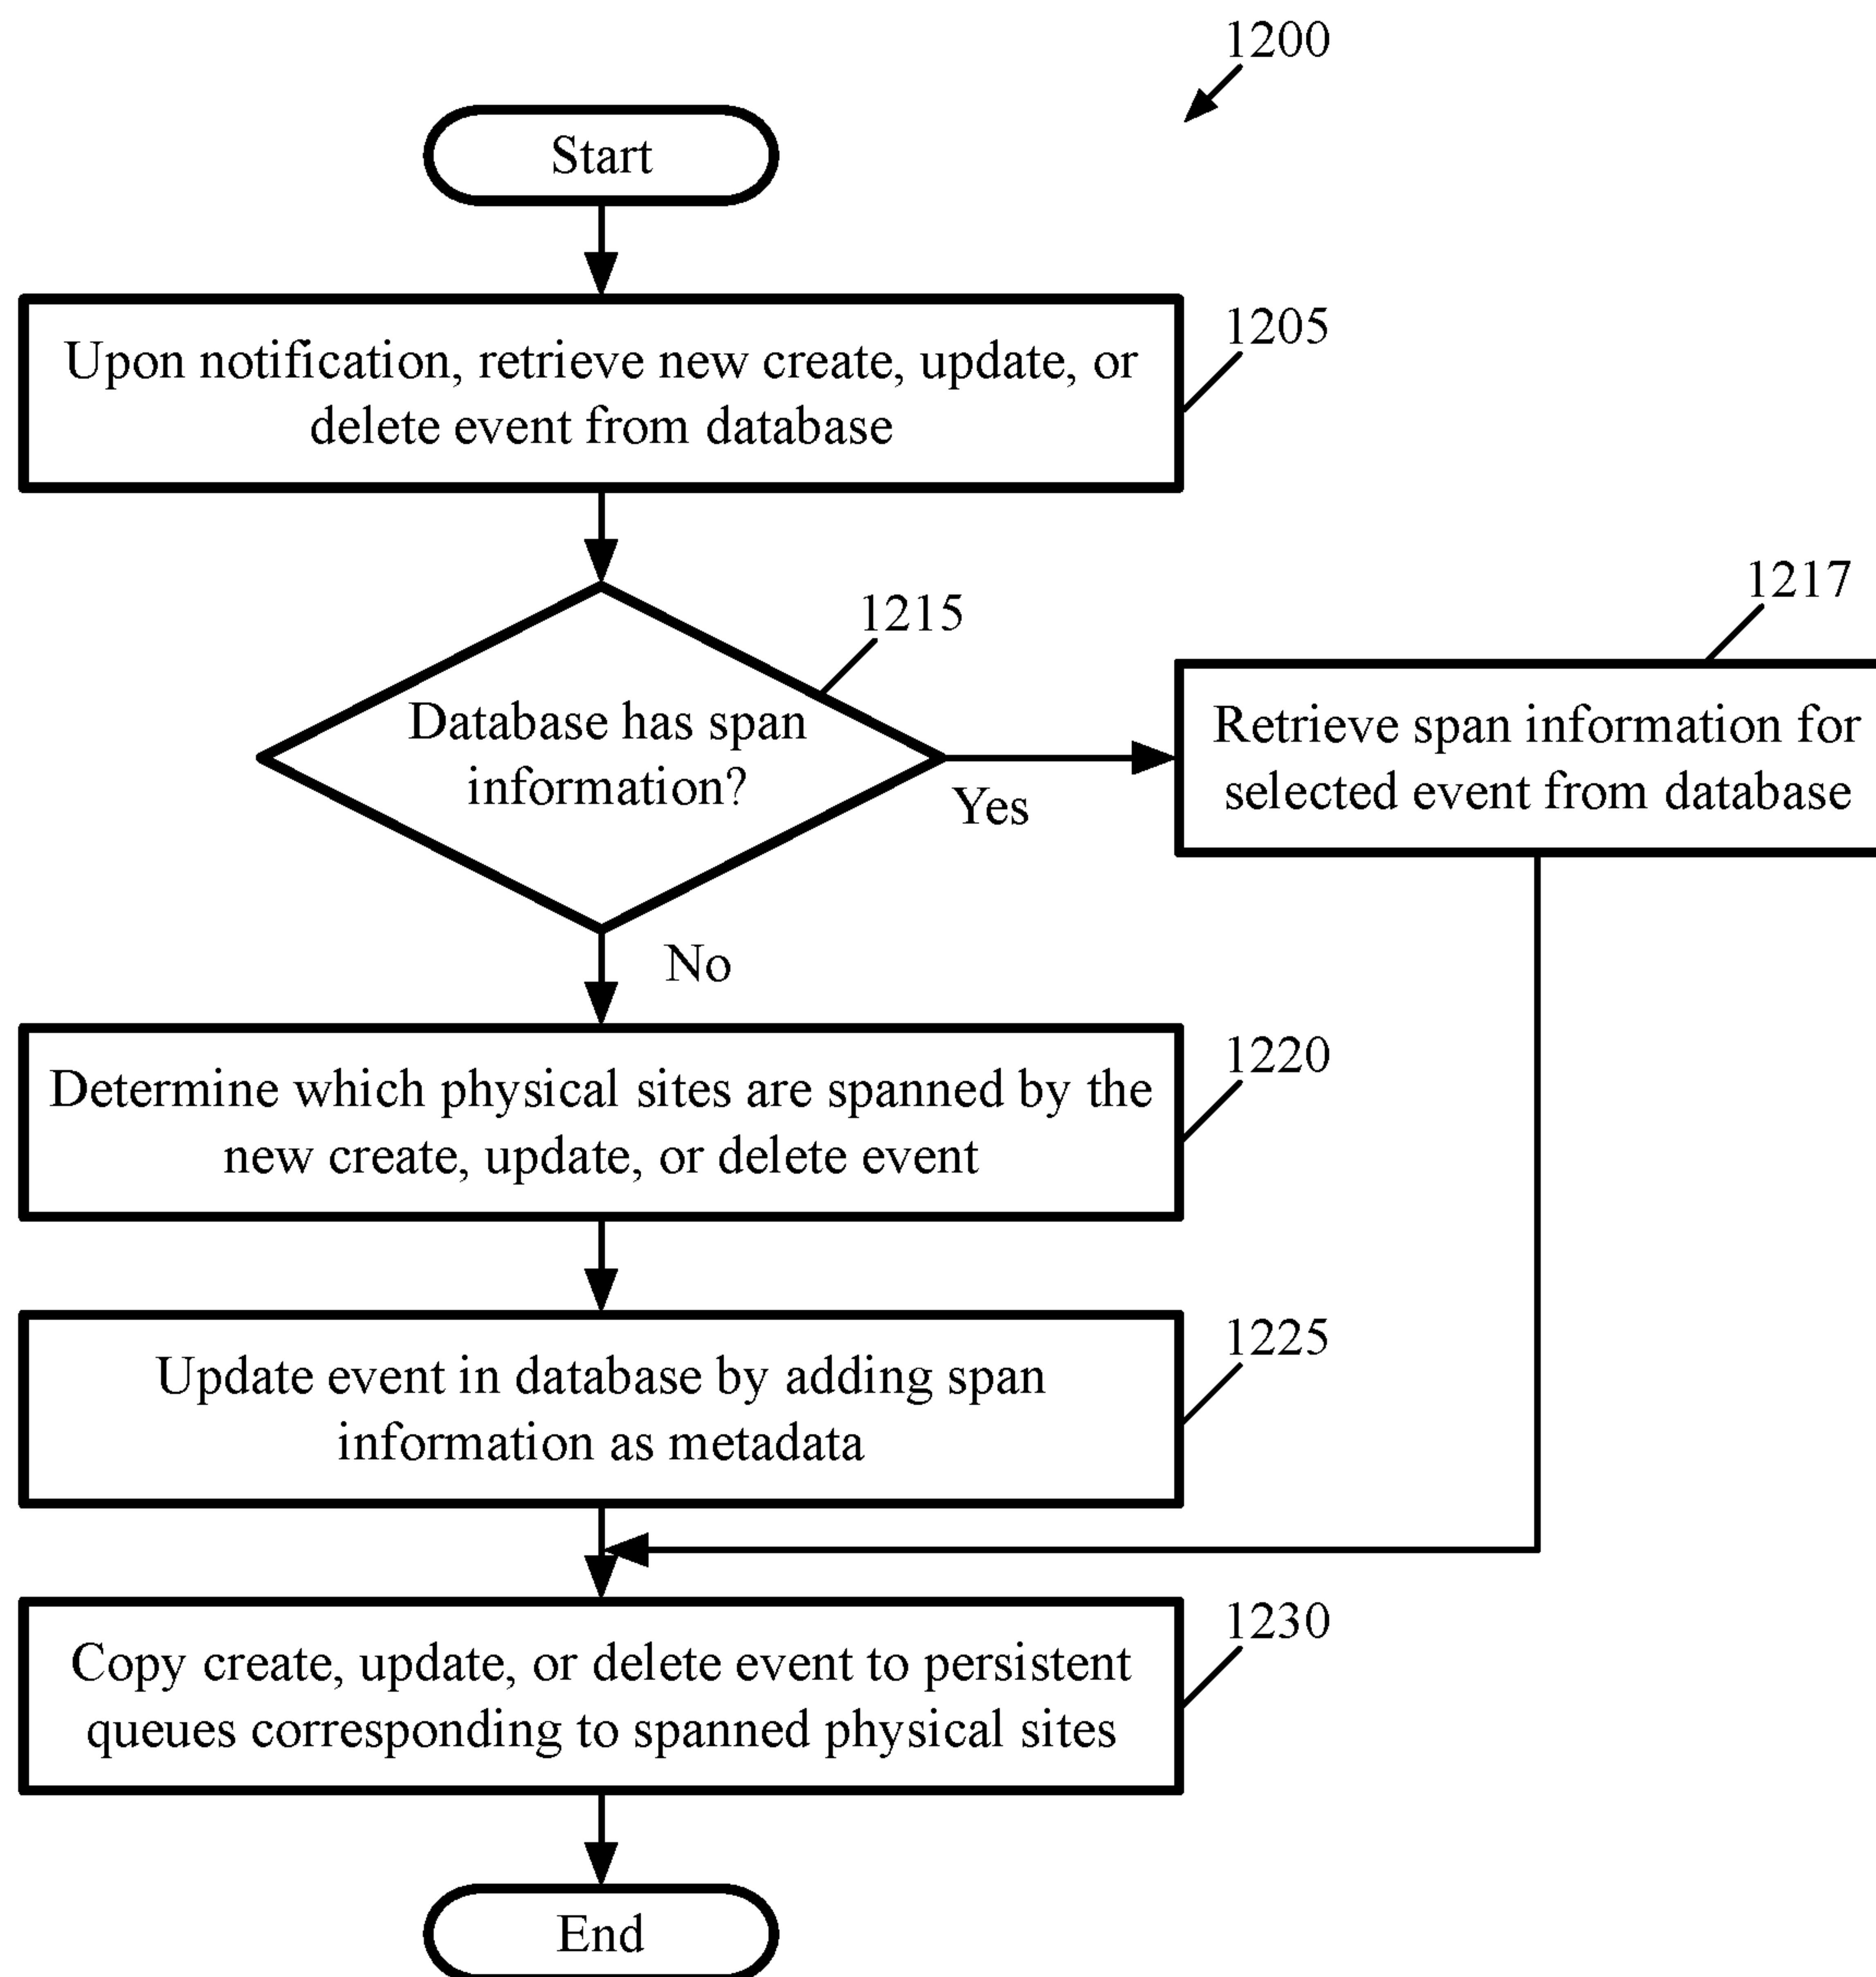 1200
Start
1205
Upon notification, retrieve new create, update, or
delete event from database
1215
Database has span
information?
Yes
1217
Retrieve span information for
selected event from database
No
1220
Determine which physical sites are spanned by the
new create, update, or delete event
1225
Update event in database by adding span
information as metadata
1230
Copy create, update, or delete event to persistent
queues corresponding to spanned physical sites
End